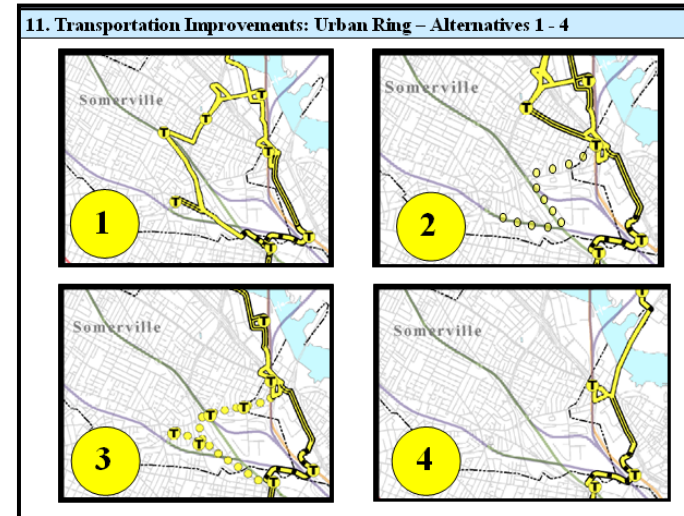 11. Transportation Improvements: Urban Ring – Alternatives 1 - 4
Somerville
T
T
T
T
T
T
T
1
Somerville
T
T
T
T
T
2
Somerville
T
T
T
T
T
T
T
T
3
Somerville
T
T
T
T
4